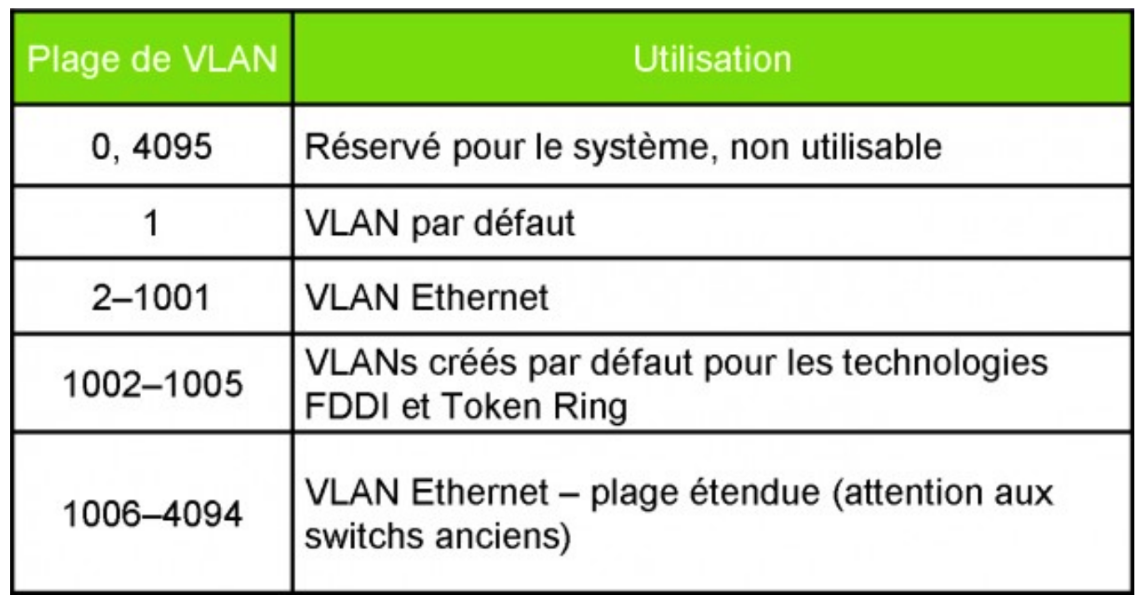 Plage de VLAN
Utilisation
0, 4095
Réservé pour le système, non utilisable
1
VLAN par défaut
2–1001
VLAN Ethernet
1002–1005
VLANs créés par défaut pour les technologies
FDDI et Token Ring
1006–4094
VLAN Ethernet – plage étendue (attention aux
switchs anciens)